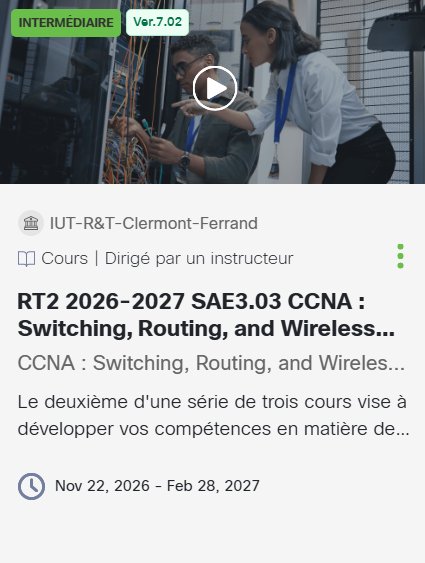 INTERMÉDIAIRE
Ver.7.02
IUT-R&T-Clermont-Ferrand
Cours | Dirigé par un instructeur
RT2 2026-2027 SAE3.03 CCNA :
Switching, Routing, and Wireless...
CCNA : Switching, Routing, and Wireles...
Le deuxième d'une série de trois cours vise à
développer vos compétences en matière de...
Nov 22, 2026 - Feb 28, 2027